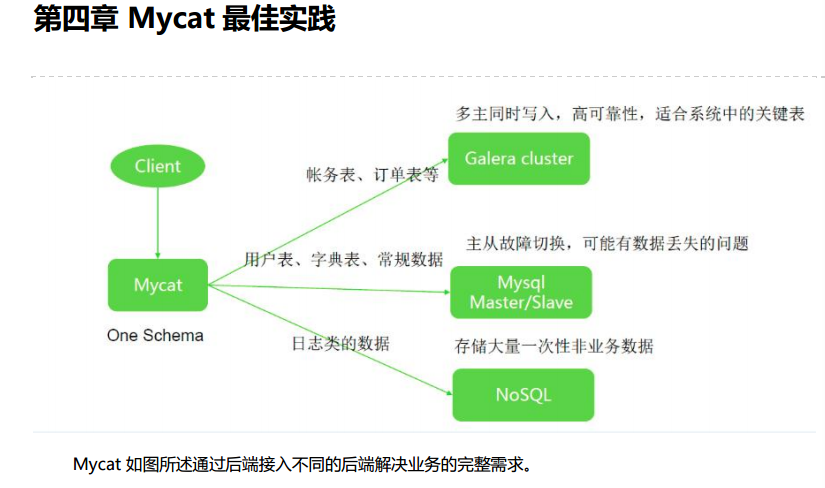 第四章 Mycat 最佳实践
多主同时写入，高可靠性，适合系统中的关键表
Client
Galera cluster
帐务表、订单表等
主从故障切换，可能有数据丢失的问题
用户表、字典表、常规数据
Mycat
Mysql
Master/Slave
One Schema
日志类的数据
存储大量一次性非业务数据
NoSQL
Mycat 如图所述通过后端接入不同的后端解决业务的完整需求。